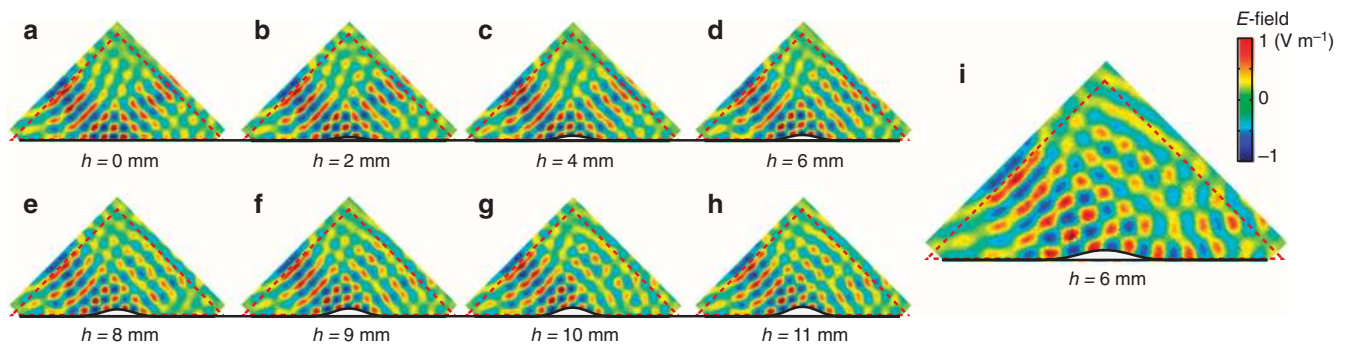 a
b
c
d
h = 0 mm
h = 2 mm
h = 4 mm
h = 6 mm
e
f
g
h
h = 8 mm
h = 9 mm
h = 10 mm
h = 11 mm
i
h = 6 mm
E-field
1 (V m⁻¹)
0
–1